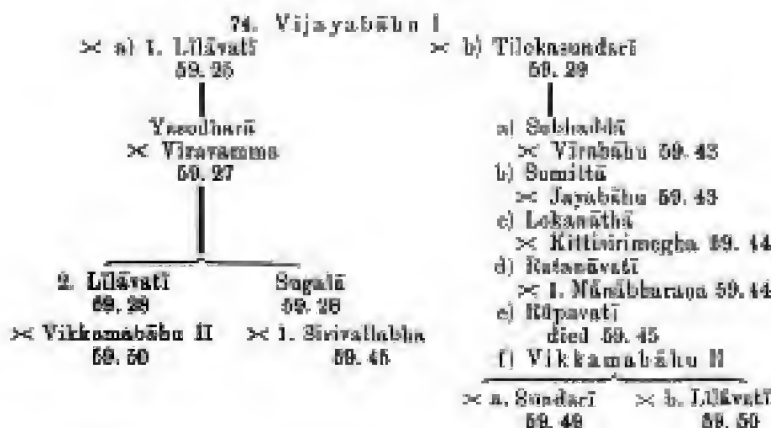 74. Vijayabāhu I
⤫ a) 1. Līlāvatī
59. 25
⤫ b) Tilokasundarī
59. 29
Yasodharā
⤫ Vīravamma
59. 27
a) Subhaddā
⤫ Vīrabāhu 59. 43
b) Sumittā
⤫ Jayabāhu 59. 43
c) Lokanāthā
⤫ Kittisirimegha 59. 44
d) Ratanāvatī
⤫ 1. Mānābharaṇa 59. 44
e) Rūpavatī
died 59. 45
f) Vikkamabāhu II
2. Līlāvatī
59. 28
⤫ Vikkamabāhu II
59. 50
Sugalā
59. 28
⤫ 1. Sirivallabha
59. 45
⤫ a. Sundarī
59. 49
⤫ b. Līlāvatī
59. 50